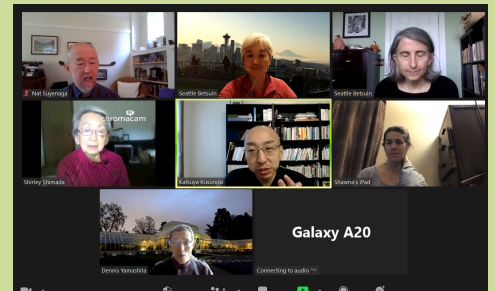 Nat Suyenaga
Seattle Betsuin
Seattle Betsuin
chromacam
Shirley Shimada
Katsuya Kusunoki
Shawna's iPad
Dennis Yamashita
Galaxy A20
Connecting to audio